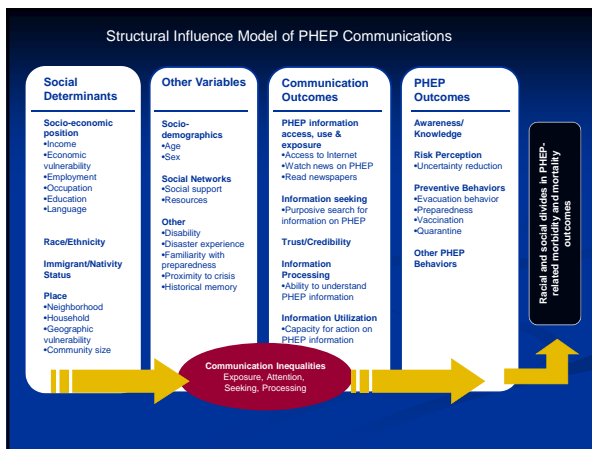 Structural Influence Model of PHEP Communications
Social
Determinants
Socio-economic
position
•Income
•Economic
vulnerability
•Employment
•Occupation
•Education
•Language
Race/Ethnicity
Immigrant/Nativity
Status
Place
•Neighborhood
•Household
•Geographic
vulnerability
•Community size
Other Variables
Socio-
demographics
•Age
•Sex
Social Networks
•Social support
•Resources
Other
•Disability
•Disaster experience
•Familiarity with
preparedness
•Proximity to crisis
•Historical memory
Communication
Outcomes
PHEP information
access, use &
exposure
•Access to Internet
•Watch news on PHEP
•Read newspapers
Information seeking
•Purposive search for
information on PHEP
Trust/Credibility
Information
Processing
•Ability to understand
PHEP information
Information Utilization
•Capacity for action on
PHEP information
PHEP
Outcomes
Awareness/
Knowledge
Risk Perception
•Uncertainty reduction
Preventive Behaviors
•Evacuation behavior
•Preparedness
•Vaccination
•Quarantine
Other PHEP
Behaviors
Racial and social divides in PHEP-
related morbidity and mortality
outcomes
Communication Inequalities
Exposure, Attention,
Seeking, Processing